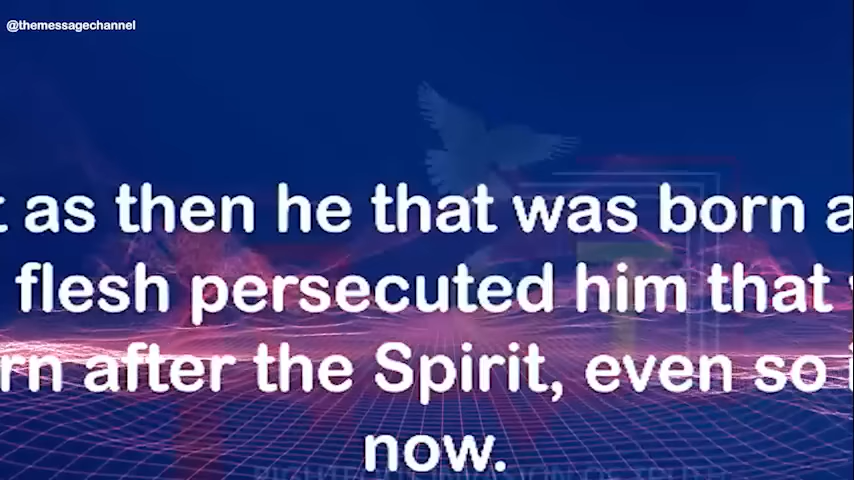 @themessagechannel
as then he that was born
flesh persecuted him that
after the Spirit, even so
now.